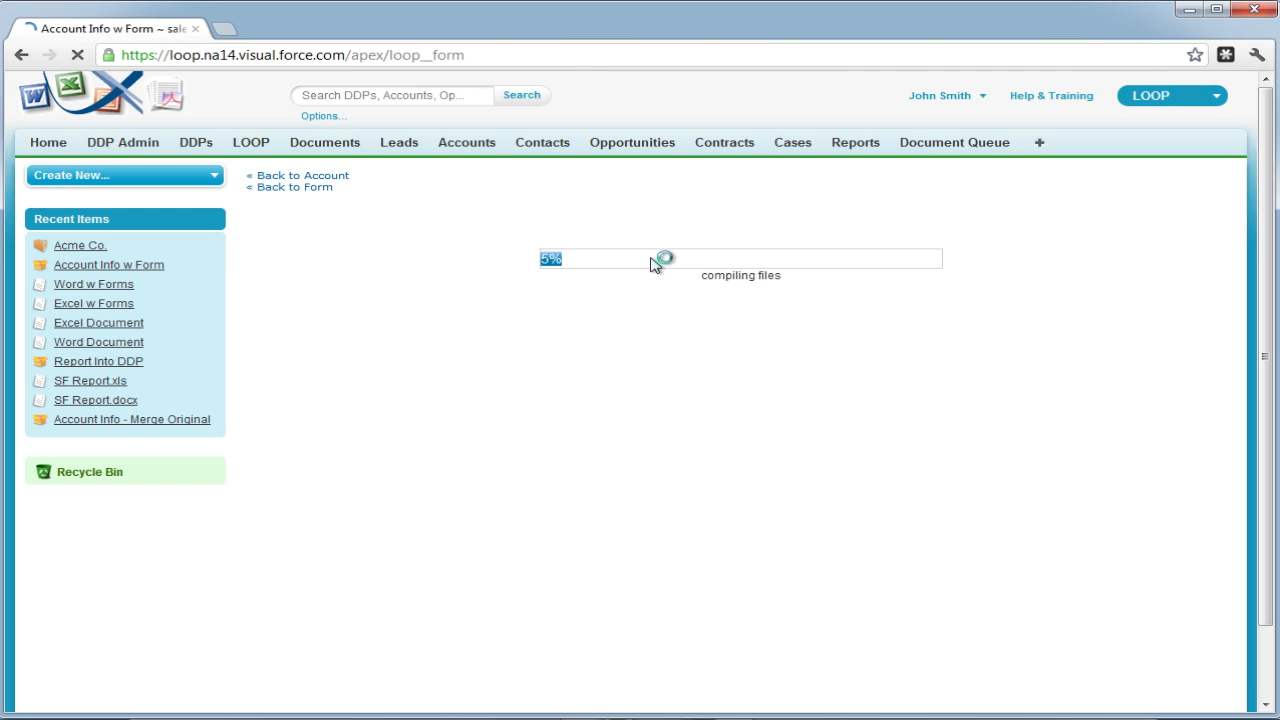 Account Info w Form ~ sale
https://loop.na14.visual.force.com/apex/loop__form
Search DDPs, Accounts, Op...
Search
Options...
John Smith
Help & Training
LOOP
Home
DDP Admin
DDPs
LOOP
Documents
Leads
Accounts
Contacts
Opportunities
Contracts
Cases
Reports
Document Queue
Create New...
Recent Items
Acme Co.
Account Info w Form
Word w Forms
Excel w Forms
Excel Document
Word Document
Report Into DDP
SF Report.xls
SF Report.docx
Account Info - Merge Original
Recycle Bin
« Back to Account
« Back to Form
5%
compiling files